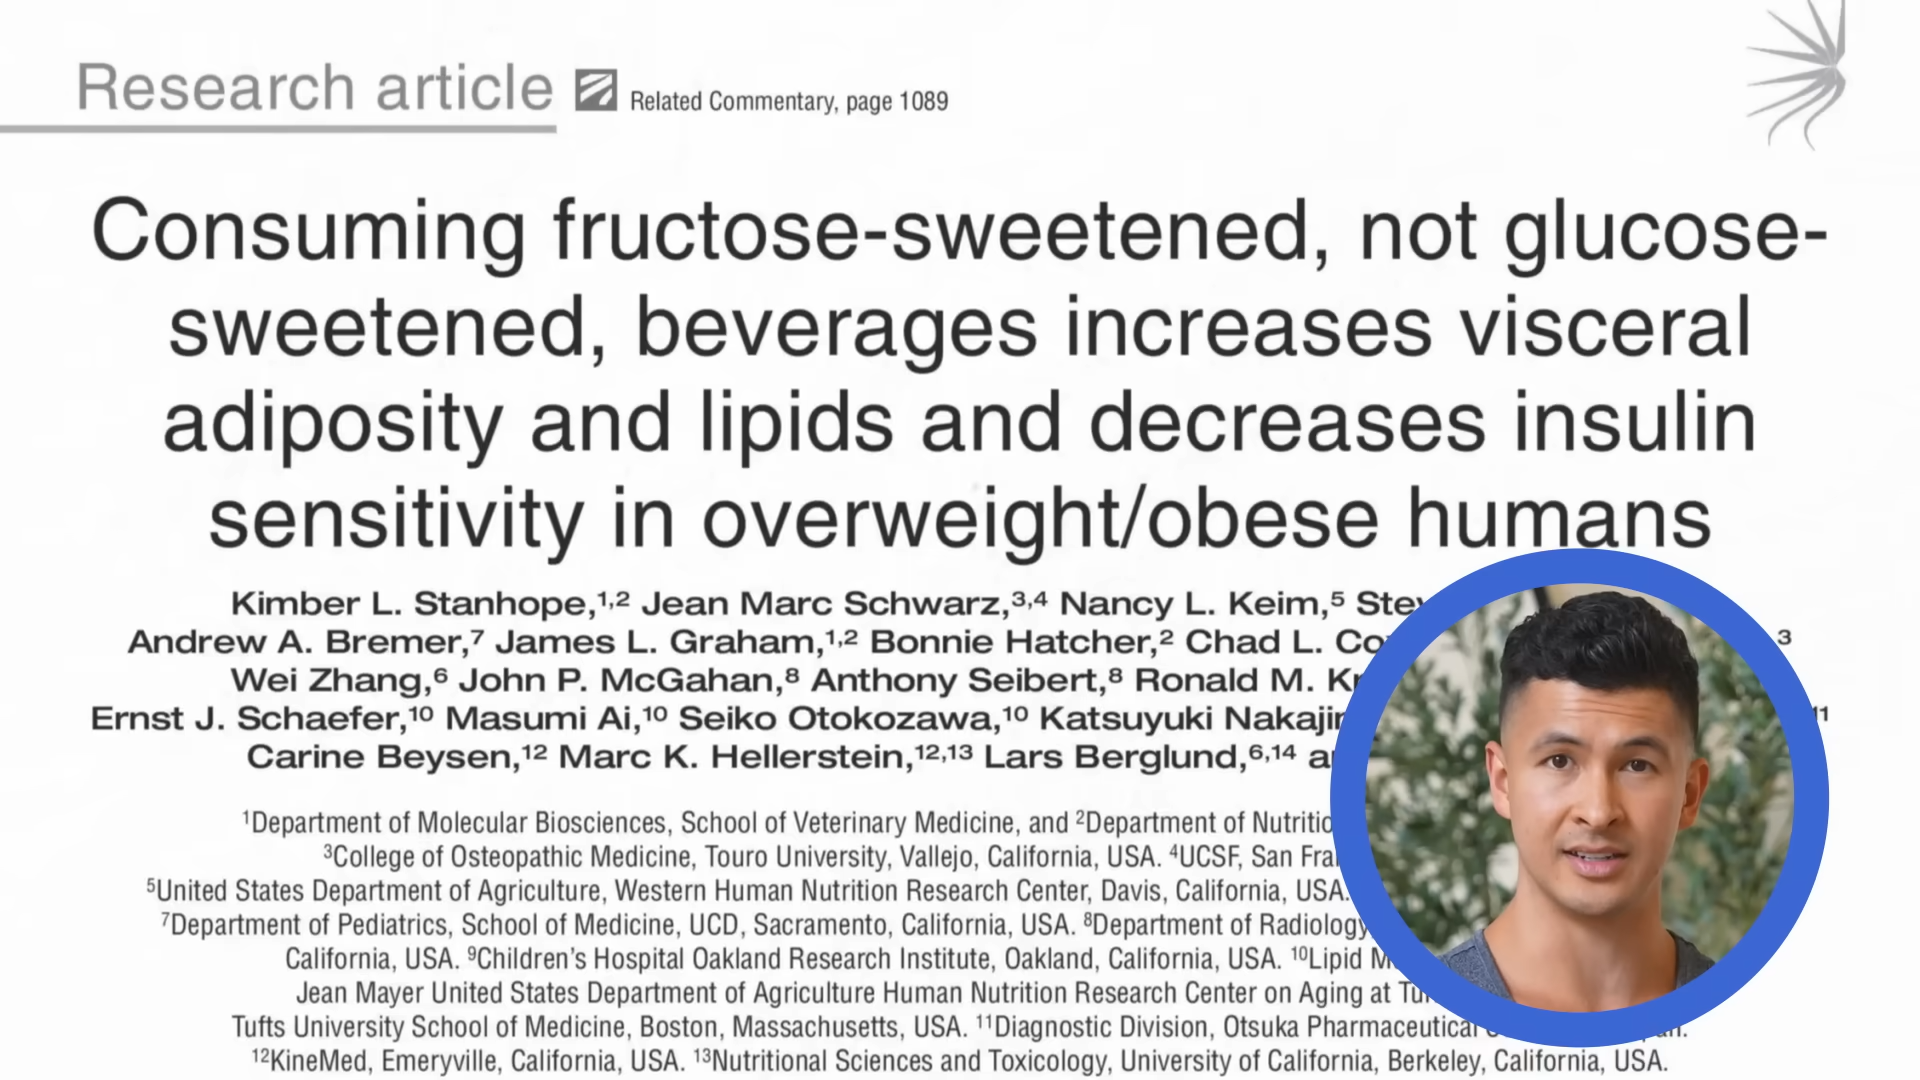 Research article
Related Commentary, page 1089
Consuming fructose-sweetened, not glucose-
sweetened, beverages increases visceral
adiposity and lipids and decreases insulin
sensitivity in overweight/obese humans
Kimber L. Stanhope,¹,² Jean Marc Schwarz,³,⁴ Nancy L. Keim,⁵
Andrew A. Bremer,⁷ James L. Graham,¹,² Bonnie Hatcher,² Chad L. ³
Wei Zhang,⁶ John P. McGahan,⁸ Anthony Seibert,⁸ Ronald M.
Ernst J. Schaefer,¹⁰ Masumi Ai,¹⁰ Seiko Otokozawa,¹⁰ Katsuyuki ¹¹
Carine Beysen,¹² Marc K. Hellerstein,¹²,¹³ Lars Berglund,⁶,¹⁴
¹Department of Molecular Biosciences, School of Veterinary Medicine, and ²Department of
³College of Osteopathic Medicine, Touro University, Vallejo, California, USA. ⁴UCSF, San
⁵United States Department of Agriculture, Western Human Nutrition Research Center, Davis, California, USA.
⁷Department of Pediatrics, School of Medicine, UCD, Sacramento, California, USA. ⁸Department of Radiology
California, USA. ⁹Children's Hospital Oakland Research Institute, Oakland, California, USA. ¹⁰Lipid
Jean Mayer United States Department of Agriculture Human Nutrition Research Center on Aging at
Tufts University School of Medicine, Boston, Massachusetts, USA. ¹¹Diagnostic Division, Otsuka Pharmaceutical
¹²KineMed, Emeryville, California, USA. ¹³Nutritional Sciences and Toxicology, University of California, Berkeley, California, USA.